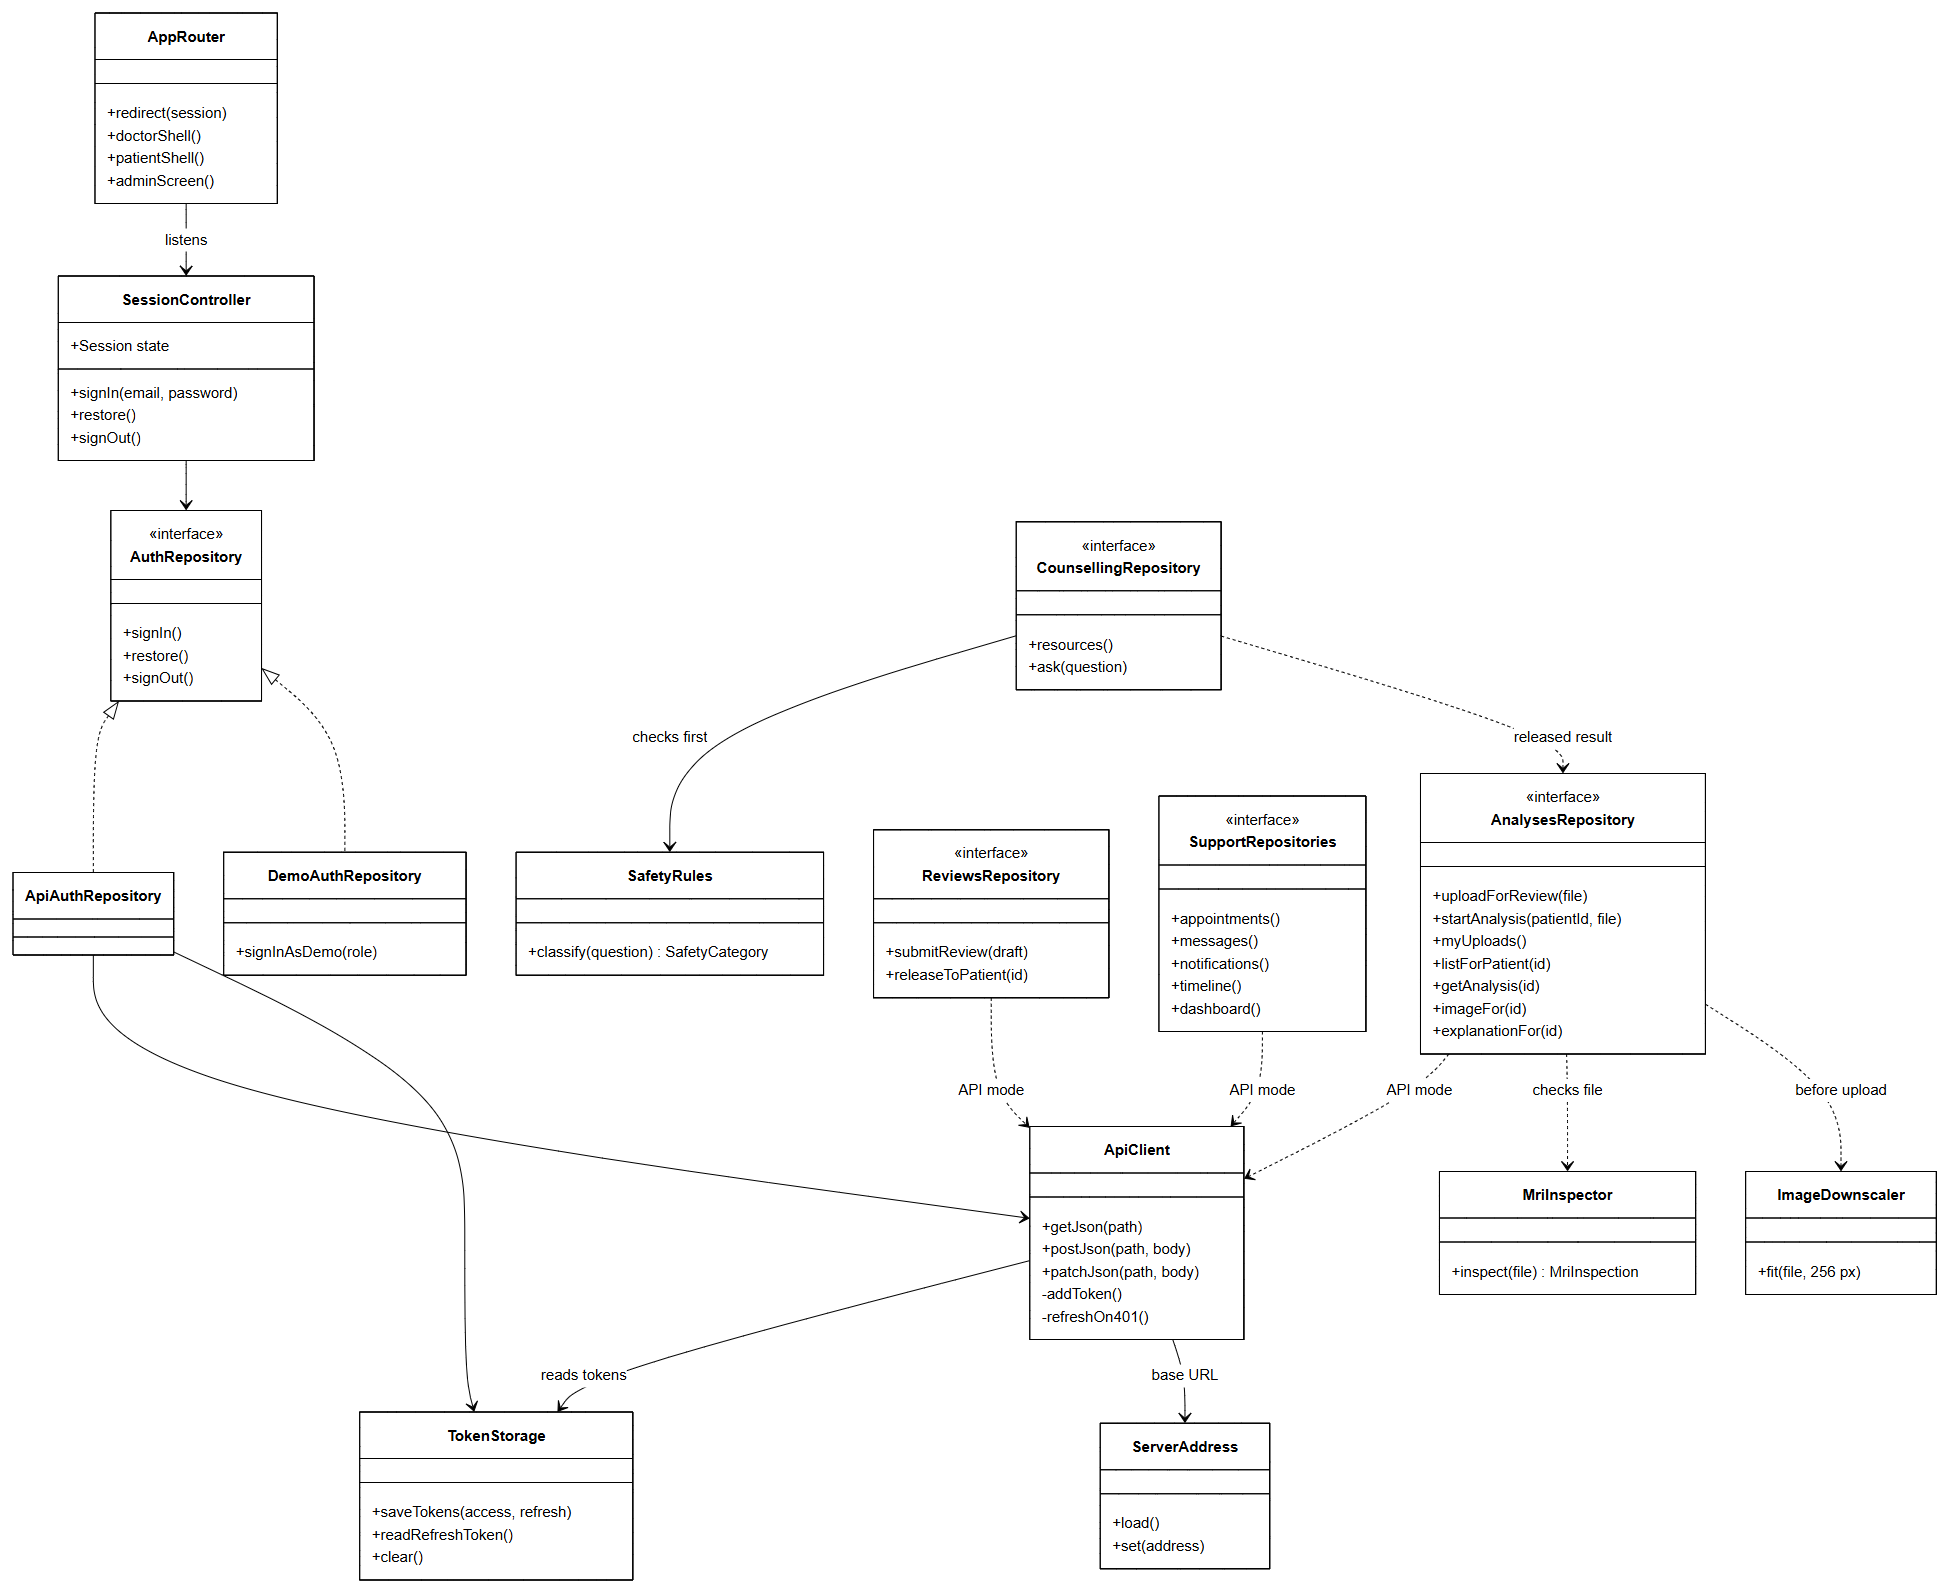 AppRouter
+redirect(session)
+doctorShell()
+patientShell()
+adminScreen()
listens
SessionController
+Session state
+signIn(email, password)
+restore()
+signOut()
«interface»
AuthRepository
+signIn()
+restore()
+signOut()
«interface»
CounsellingRepository
+resources()
+ask(question)
checks first
released result
ApiAuthRepository
DemoAuthRepository
+signInAsDemo(role)
SafetyRules
+classify(question) : SafetyCategory
«interface»
ReviewsRepository
+submitReview(draft)
+releaseToPatient(id)
«interface»
SupportRepositories
+appointments()
+messages()
+notifications()
+timeline()
+dashboard()
«interface»
AnalysesRepository
+uploadForReview(file)
+startAnalysis(patientId, file)
+myUploads()
+listForPatient(id)
+getAnalysis(id)
+imageFor(id)
+explanationFor(id)
API mode
API mode
API mode
checks file
before upload
ApiClient
+getJson(path)
+postJson(path, body)
+patchJson(path, body)
-addToken()
-refreshOn401()
MriInspector
+inspect(file) : MriInspection
ImageDownscaler
+fit(file, 256 px)
reads tokens
base URL
TokenStorage
+saveTokens(access, refresh)
+readRefreshToken()
+clear()
ServerAddress
+load()
+set(address)